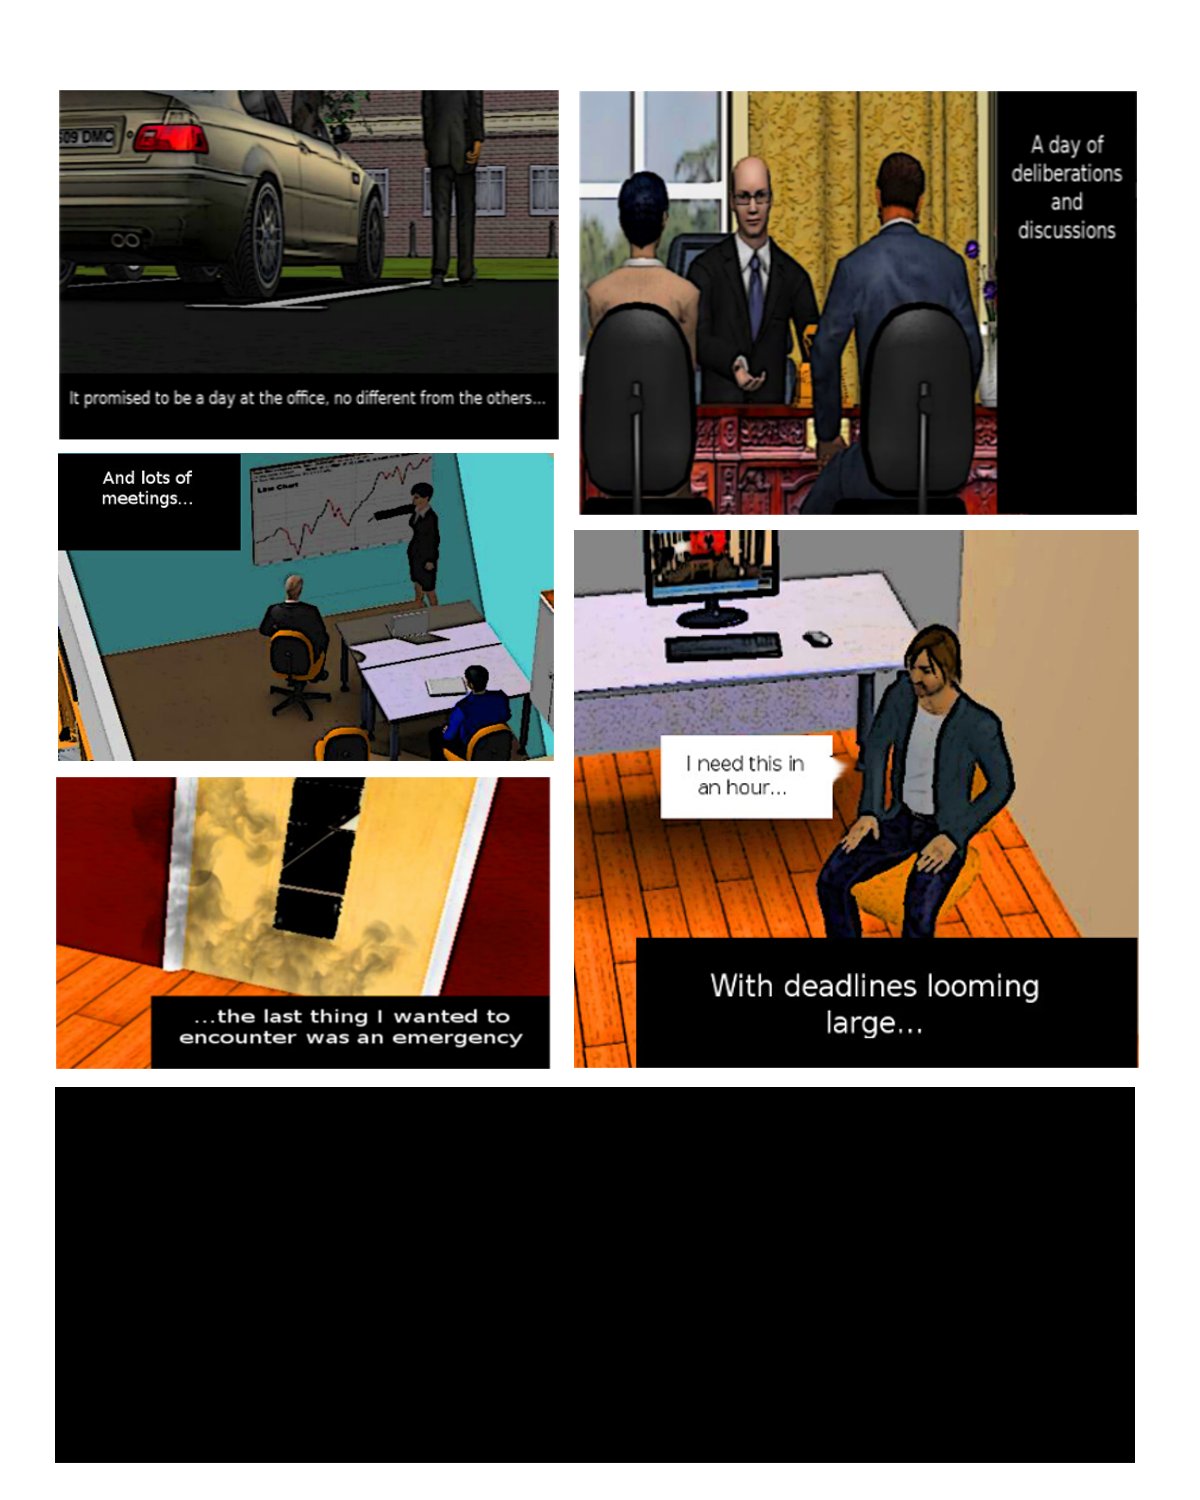 509 DMC
It promised to be a day at the office, no different from the others...
A day of
deliberations
and
discussions
And lots of
meetings...
Line Chart
I need this in
an hour...
With deadlines looming
large...
...the last thing I wanted to
encounter was an emergency